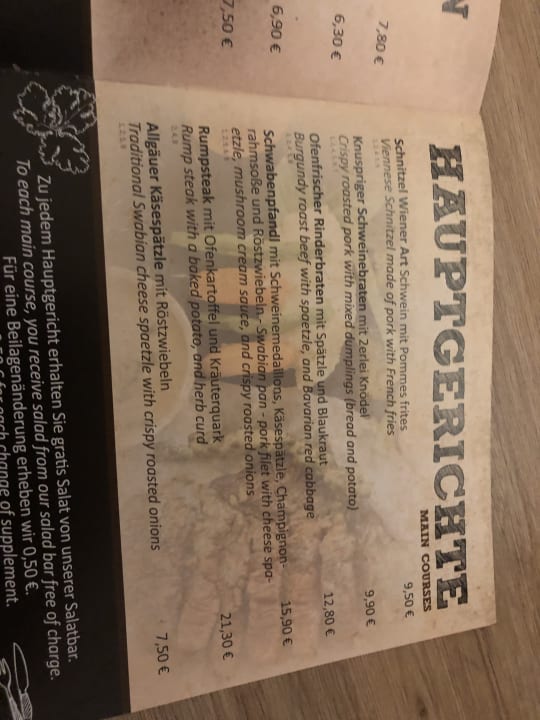 N
7,80 €
6,30 €
6,90 €
7,50 €
HAUPTGERICHTE
MAIN COURSES
Schnitzel Wiener Art Schwein mit Pommes frites 9,50 €
Viennese Schnitzel made of pork with French fries
Knuspriger Schweinebraten mit 2erlei Knödel 9,90 €
Crispy roasted pork with mixed dumplings (bread and potato)
Ofenfrischer Rinderbraten mit Spätzle und Blaukraut 12,80 €
Burgundy roast beef with spaetzle, and Bavarian red cabbage
Schwabenpfandl mit Schweinemedallions, Käsespätzle, Champignon- 15,90 €
rahmsoße und Röstzwiebeln - Swabian pan - pork filet with cheese spa-
etzle, mushroom cream sauce, and crispy roasted onions
Rumpsteak mit Ofenkartoffel und Kräuterquark 21,30 €
Rump steak with a baked potato, and herb curd
Allgäuer Käsespätzle mit Röstzwiebeln 7,50 €
Traditional Swabian cheese spaetzle with crispy roasted onions
Zu jedem Hauptgericht erhalten Sie gratis Salat von unserer Salatbar.
To each main course, you receive salad from our salad bar free of charge.
Für eine Beilagenänderung erheben wir 0,50 €.
€ for each change of supplement.